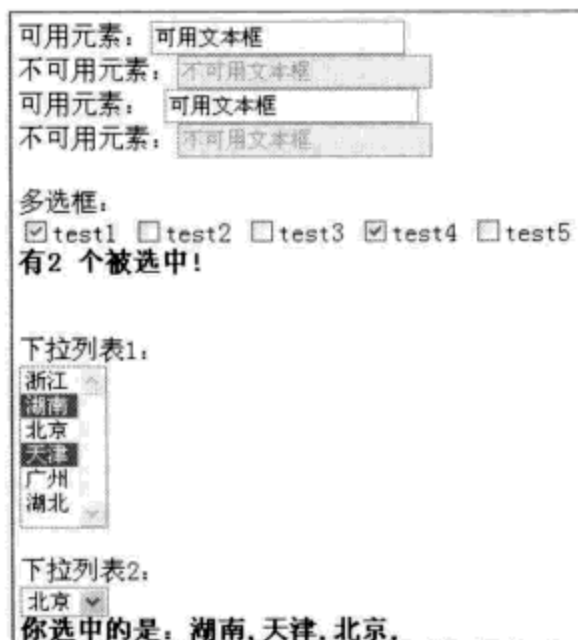 可用元素：可用文本框
不可用元素：不可用文本框
可用元素：可用文本框
不可用元素：不可用文本框
多选框：
test1 test2 test3 test4 test5
有2 个被选中!
下拉列表1：
浙江
湖南
北京
天津
广州
湖北
下拉列表2：
北京
你选中的是：湖南,天津,北京,